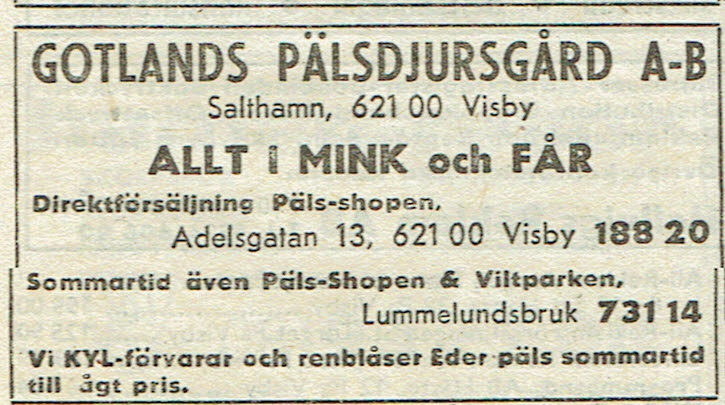 GOTLANDS PÄLSDJURSGÅRD A-B
Salthamn, 621 00 Visby
ALLT i MINK och FÅR
Direktförsäljning Päls-shopen,
Adelsgatan 13, 621 00 Visby 188 20
Sommartid även Päls-Shopen & Viltparken,
Lummelundsbruk 731 14
Vi KYL-förvarar och renblåser Eder päls sommartid
till ågt pris.